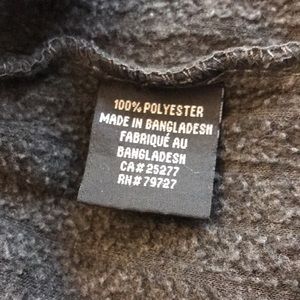 100% POLYESTER
MADE IN BANGLADESH
FABRIQUÉ AU
BANGLADESH
CA# 25277
RN# 79727